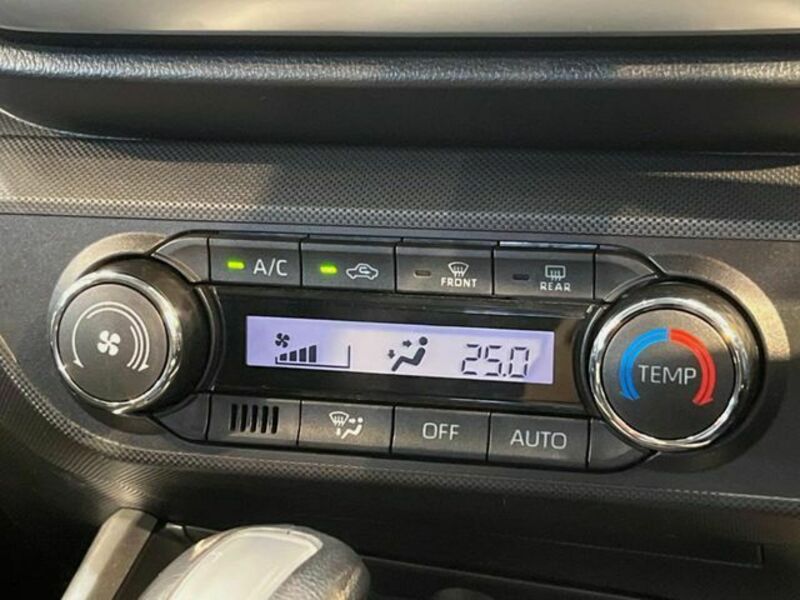 A/C
FRONT
REAR
25.0
TEMP
OFF
AUTO